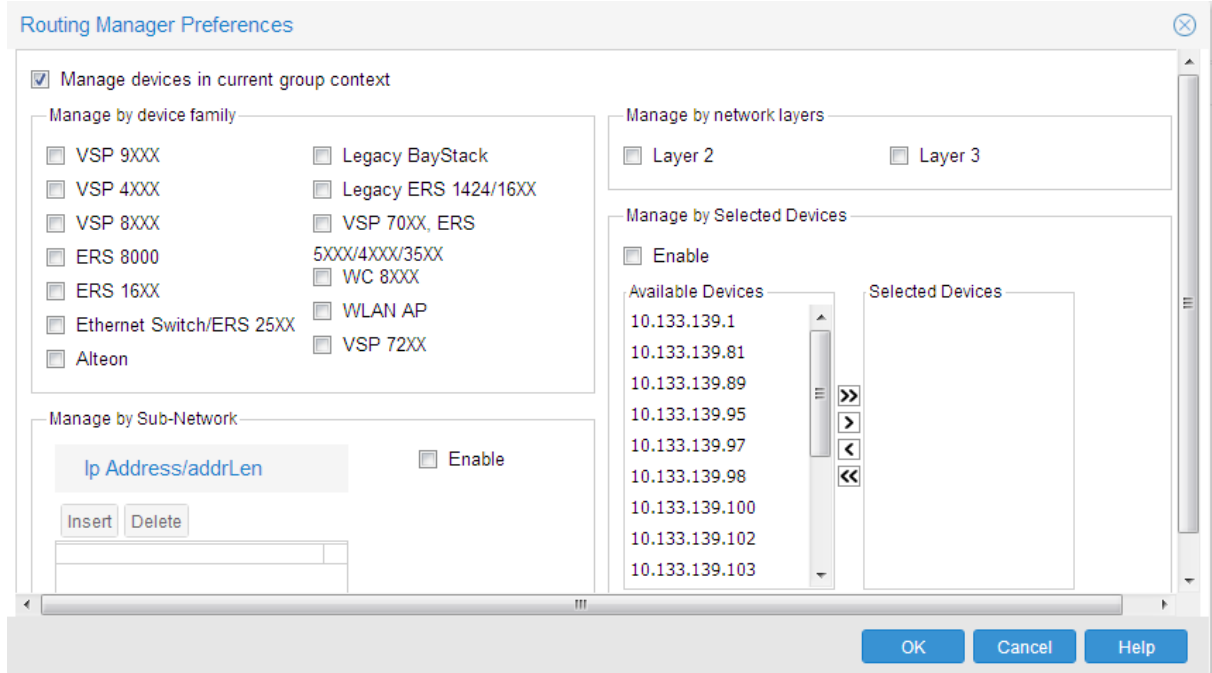 Routing Manager Preferences
Manage devices in current group context
Manage by device family
VSP 9XXX
VSP 4XXX
VSP 8XXX
ERS 8000
ERS 16XX
Ethernet Switch/ERS 25XX
Alteon
Legacy BayStack
Legacy ERS 1424/16XX
VSP 70XX, ERS
5XXX/4XXX/35XX
WC 8XXX
WLAN AP
VSP 72XX
Manage by Sub-Network
Ip Address/addrLen
Enable
Insert Delete
Manage by network layers
Layer 2 Layer 3
Manage by Selected Devices
Enable
Available Devices
10.133.139.1
10.133.139.81
10.133.139.89
10.133.139.95
10.133.139.97
10.133.139.98
10.133.139.100
10.133.139.102
10.133.139.103
Selected Devices
OK Cancel Help